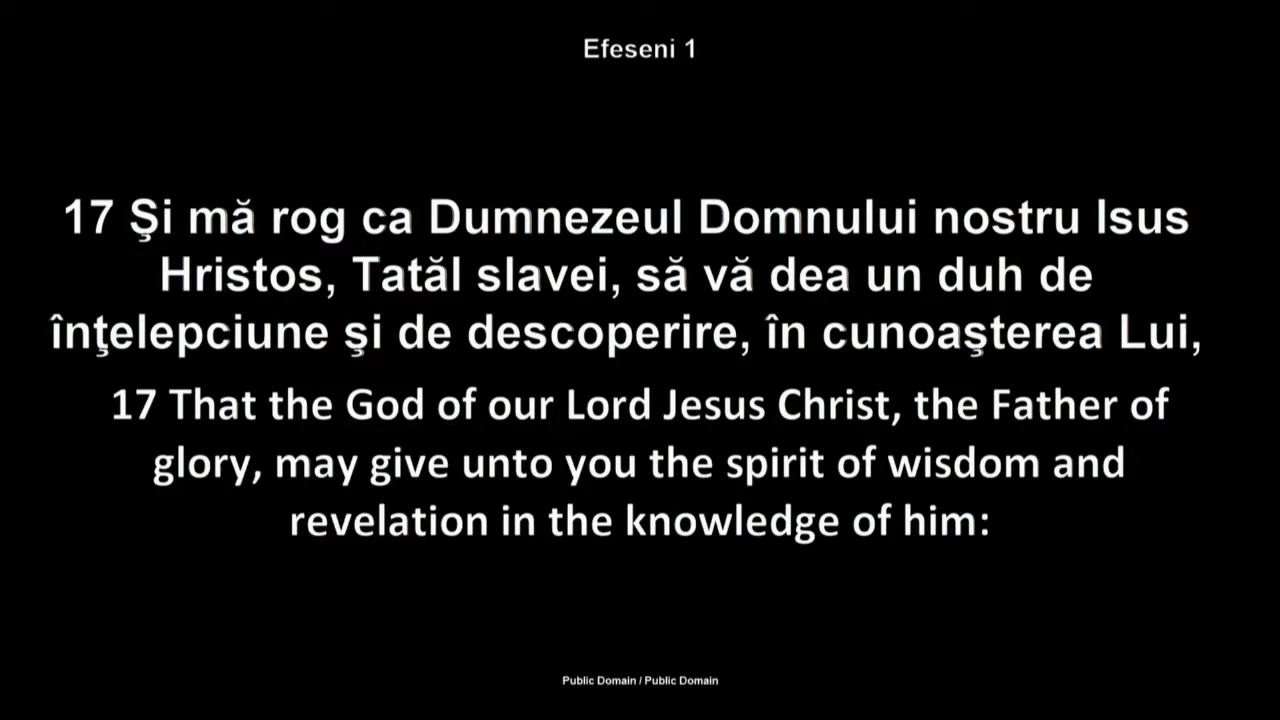 Efeseni 1
17 Şi mă rog ca Dumnezeul Domnului nostru Isus
Hristos, Tatăl slavei, să vă dea un duh de
înţelepciune şi de descoperire, în cunoaşterea Lui,
17 That the God of our Lord Jesus Christ, the Father of
glory, may give unto you the spirit of wisdom and
revelation in the knowledge of him:
Public Domain / Public Domain